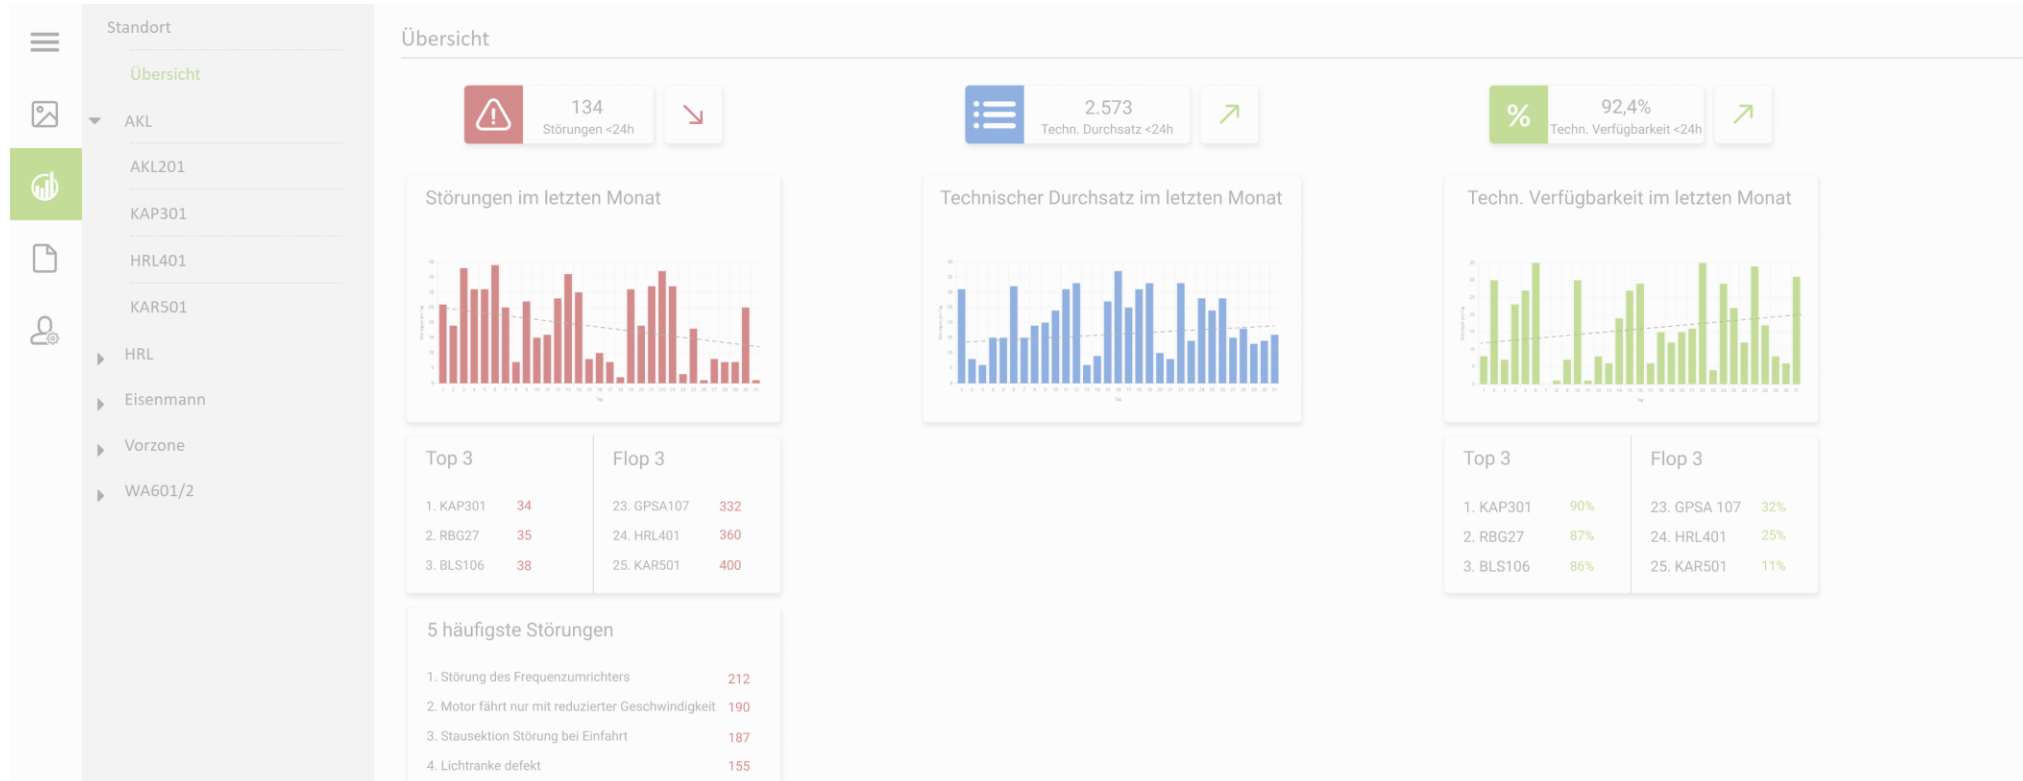 Standort
Übersicht
AKL
AKL201
KAP301
HRL401
KAR501
HRL
Eisenmann
Vorzone
WA601/2
Übersicht
134
Störungen <24h
2.573
Techn. Durchsatz <24h
%
92,4%
Techn. Verfügbarkeit <24h
Störungen im letzten Monat
Tag
Technischer Durchsatz im letzten Monat
Tag
Techn. Verfügbarkeit im letzten Monat
Tag
Top 3
1. KAP301 34
2. RBG27 35
3. BLS106 38
Flop 3
23. GPSA107 332
24. HRL401 360
25. KAR501 400
Top 3
1. KAP301 90%
2. RBG27 87%
3. BLS106 86%
Flop 3
23. GPSA 107 32%
24. HRL401 25%
25. KAR501 11%
5 häufigste Störungen
1. Störung des Frequenzumrichters 212
2. Motor fährt nur mit reduzierter Geschwindigkeit 190
3. Stausektion Störung bei Einfahrt 187
4. Lichtranke defekt 155